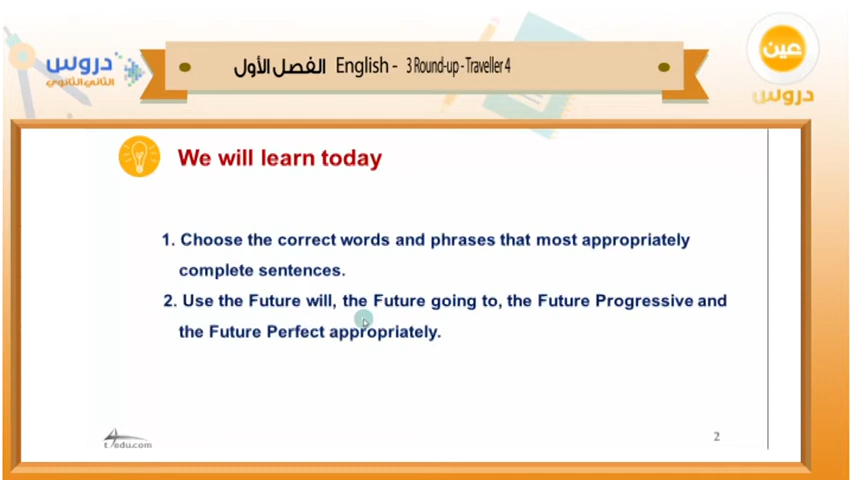 دروس
الثاني الثانوي
الفصل الأول English - 3 Round-up - Traveller 4
عين
دروس
We will learn today
1. Choose the correct words and phrases that most appropriately
complete sentences.
2. Use the Future will, the Future going to, the Future Progressive and
the Future Perfect appropriately.
t4edu.com
2